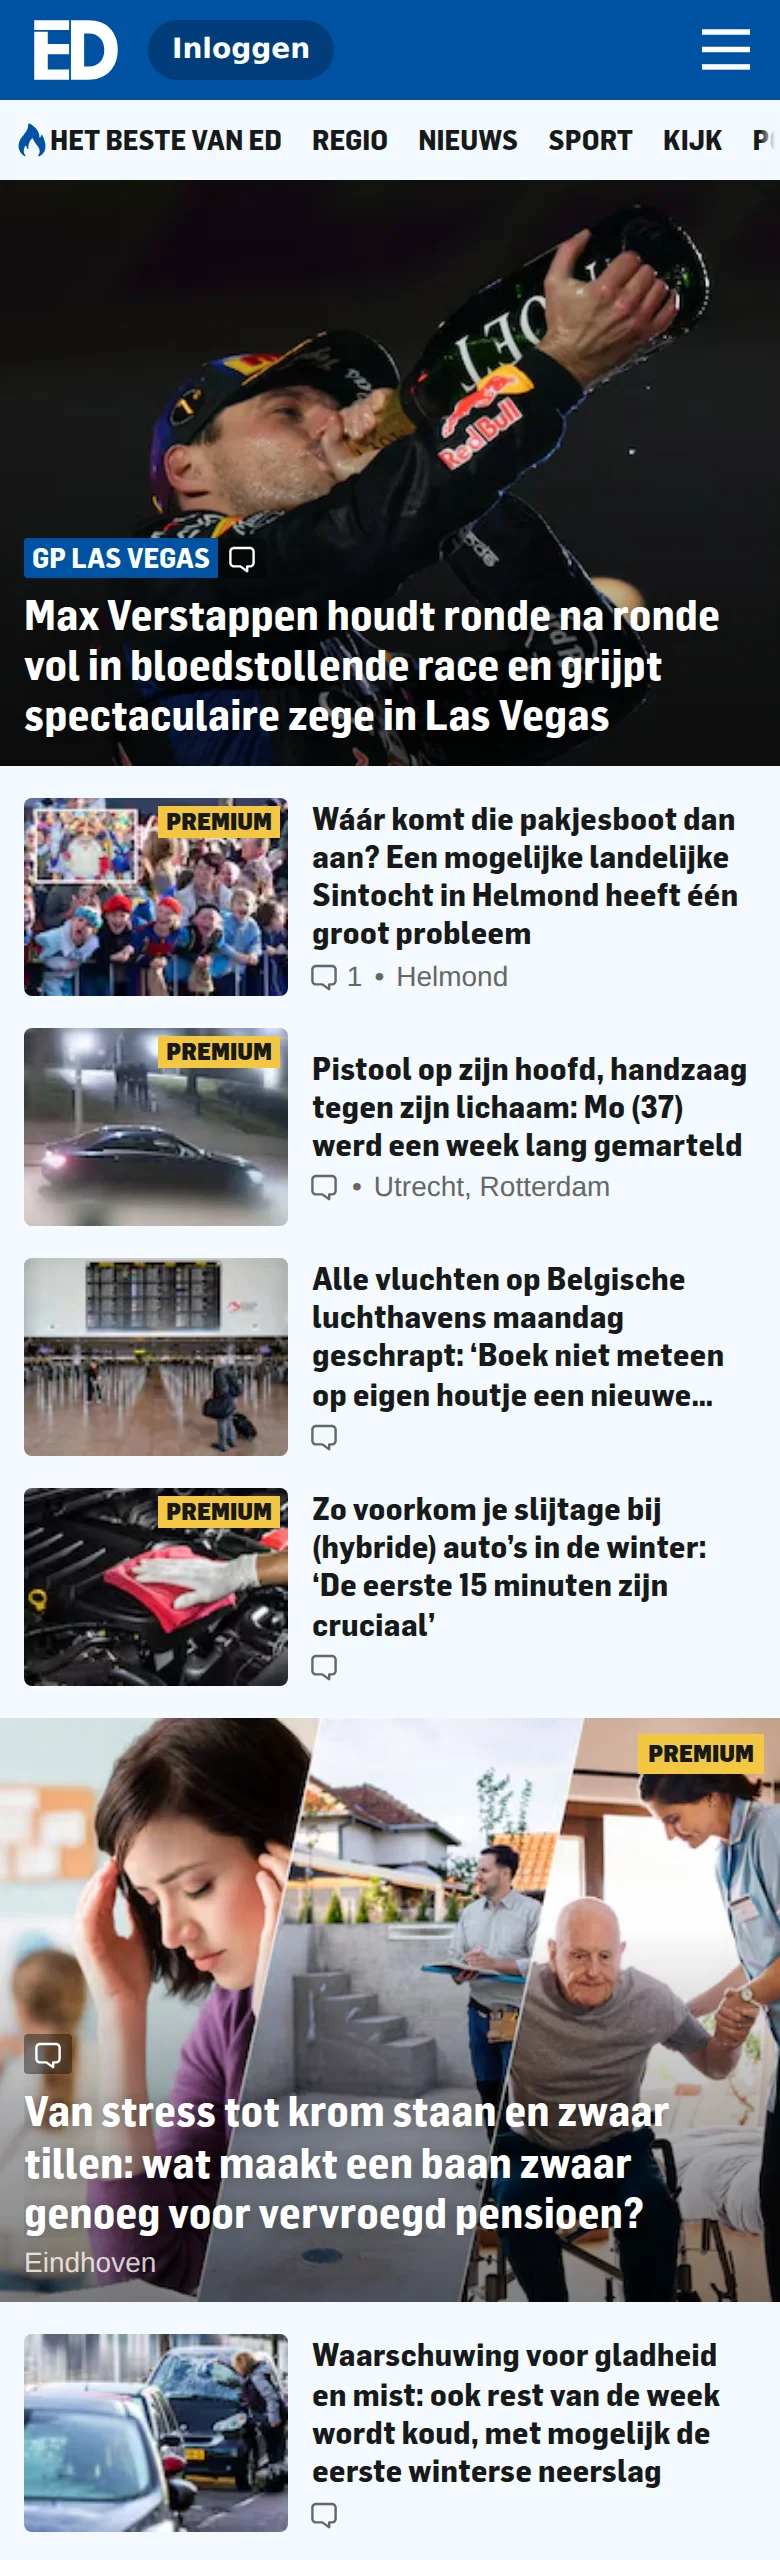 ED
Inloggen
HET BESTE VAN ED REGIO NIEUWS SPORT KIJK
Red Bull
GP LAS VEGAS
Max Verstappen houdt ronde na ronde
vol in bloedstollende race en grijpt
spectaculaire zege in Las Vegas
PREMIUM
Wáár komt die pakjesboot dan
aan? Een mogelijke landelijke
Sintocht in Helmond heeft één
groot probleem
1 • Helmond
PREMIUM
Pistool op zijn hoofd, handzaag
tegen zijn lichaam: Mo (37)
werd een week lang gemarteld
• Utrecht, Rotterdam
Alle vluchten op Belgische
luchthavens maandag
geschrapt: ‘Boek niet meteen
op eigen houtje een nieuwe...
PREMIUM
Zo voorkom je slijtage bij
(hybride) auto’s in de winter:
‘De eerste 15 minuten zijn
cruciaal’
PREMIUM
Van stress tot krom staan en zwaar
tillen: wat maakt een baan zwaar
genoeg voor vervroegd pensioen?
Eindhoven
Waarschuwing voor gladheid
en mist: ook rest van de week
wordt koud, met mogelijk de
eerste winterse neerslag